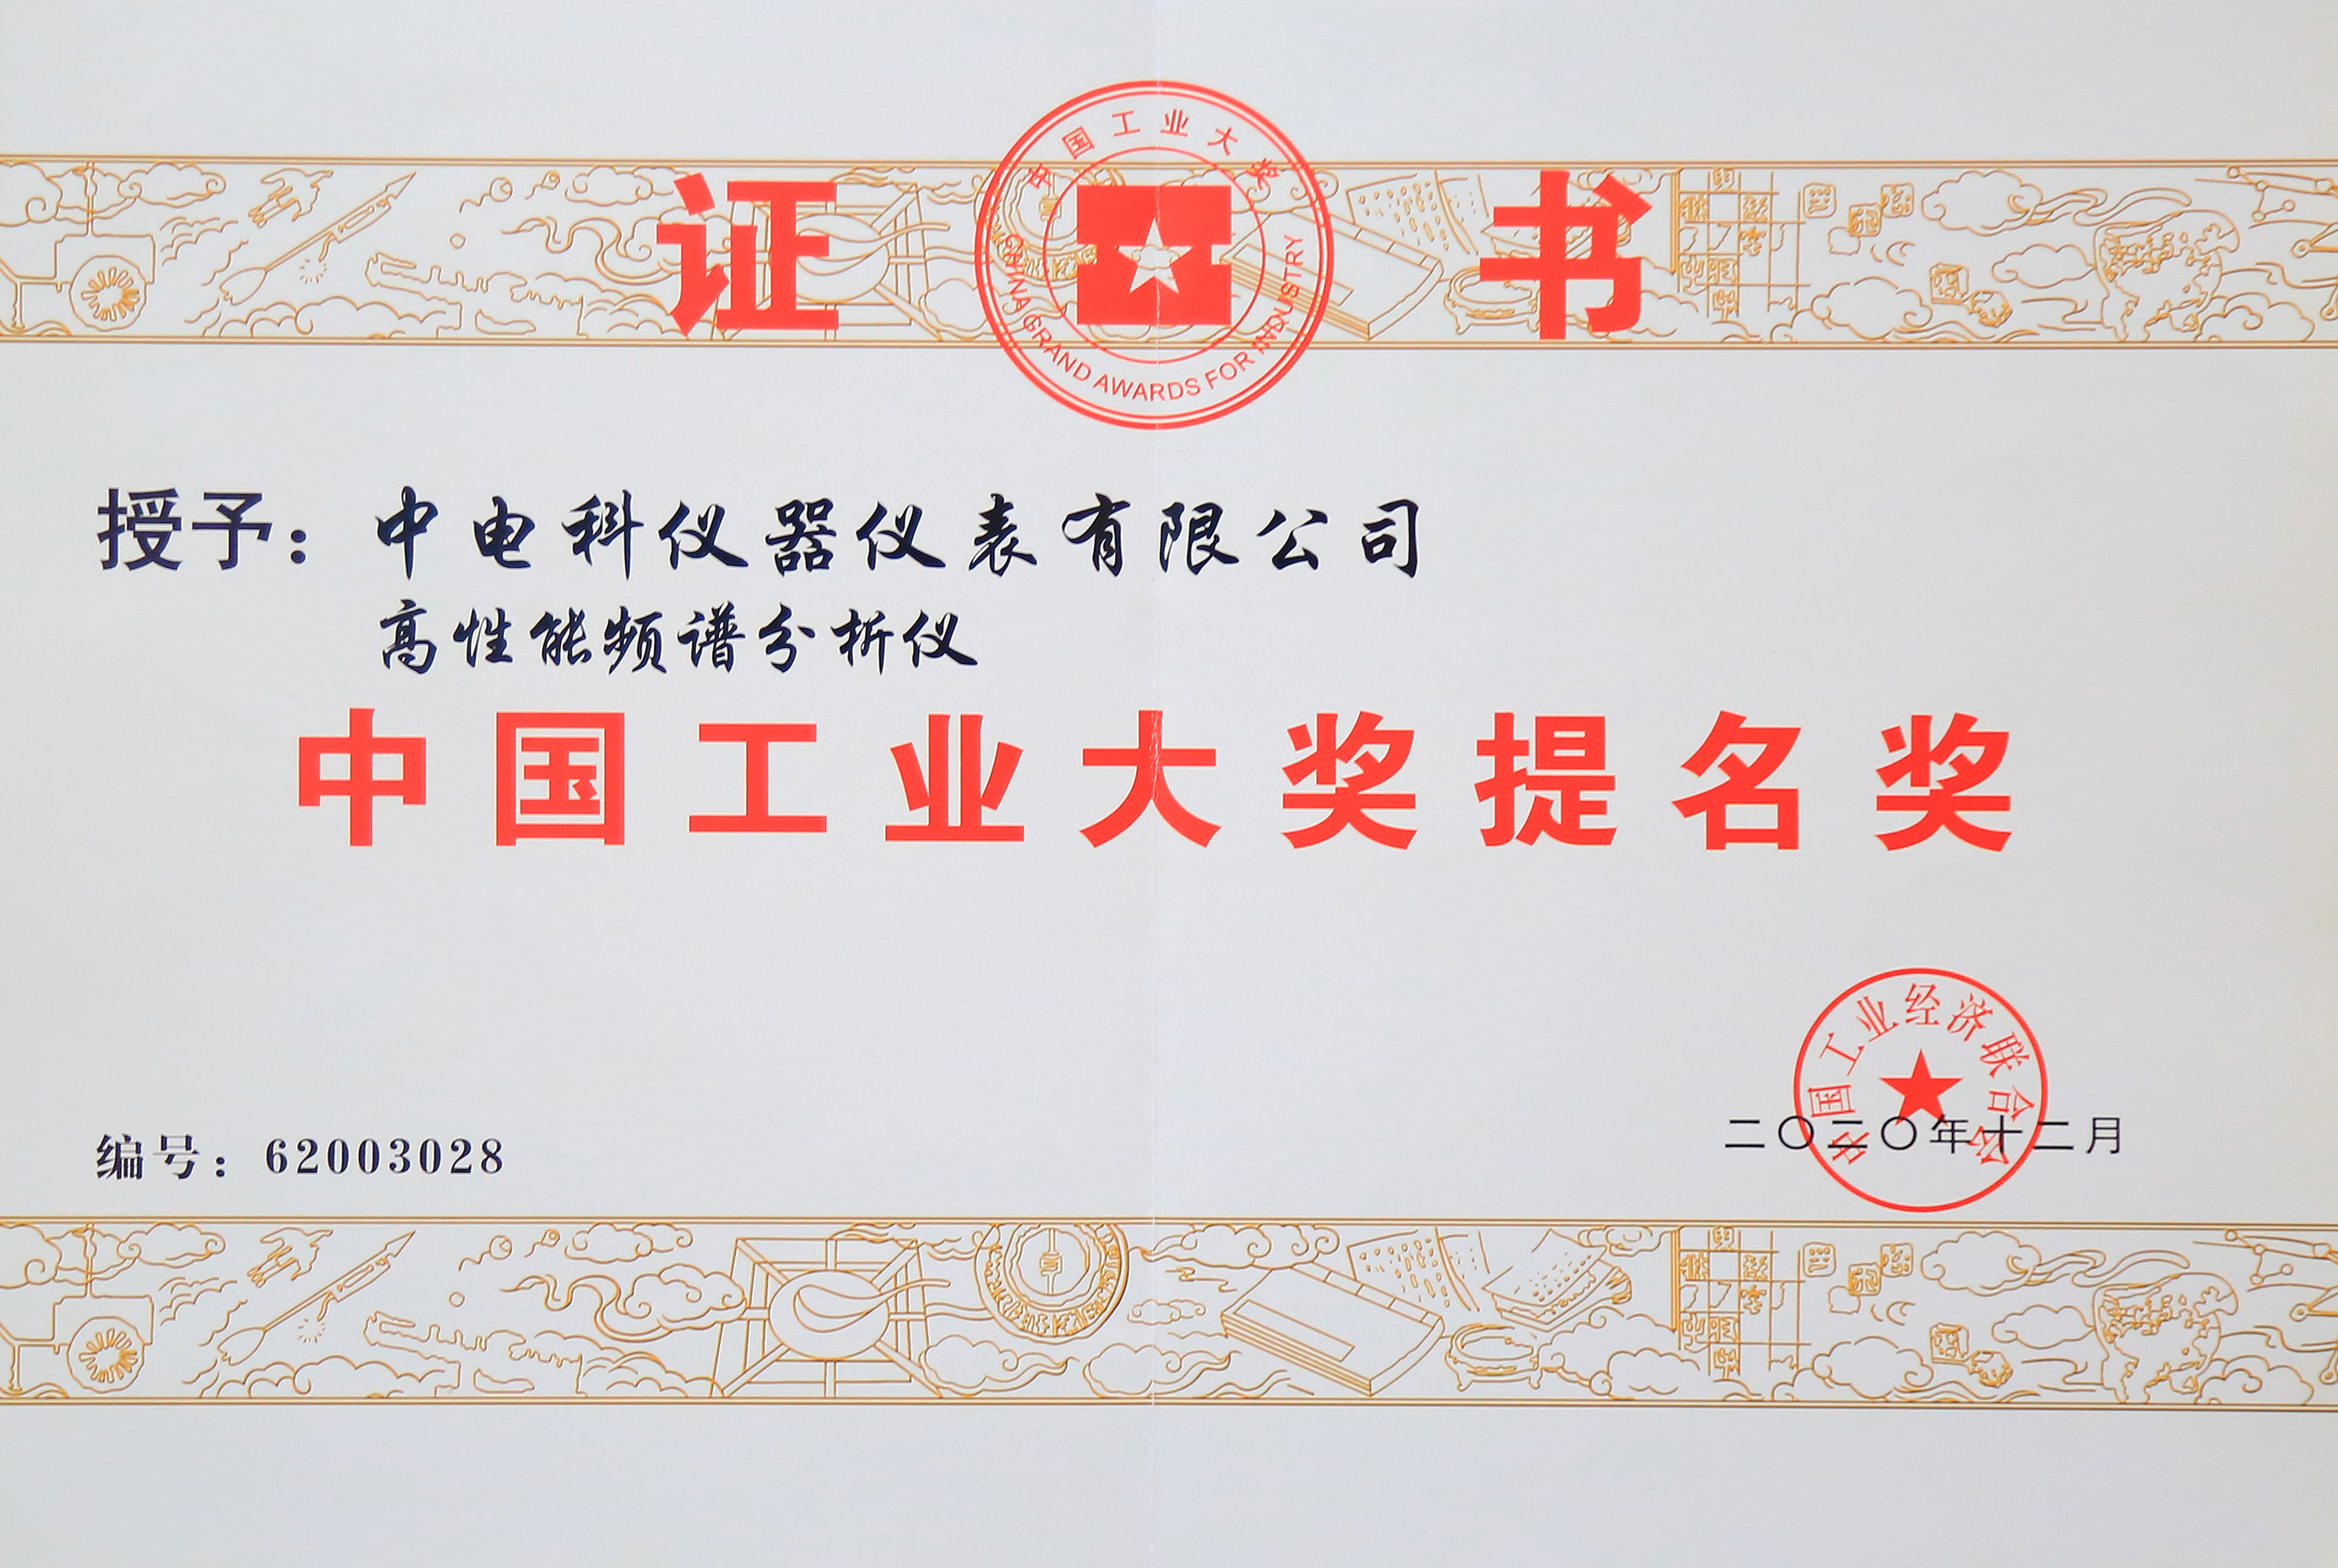 中国工业大奖
证书
CHINA GRAND AWARDS FOR INDUSTRY
授予：中电科仪器仪表有限公司
高性能频谱分析仪
中国工业大奖提名奖
中国工业经济联合会
二〇二〇年十二月
编号：62003028